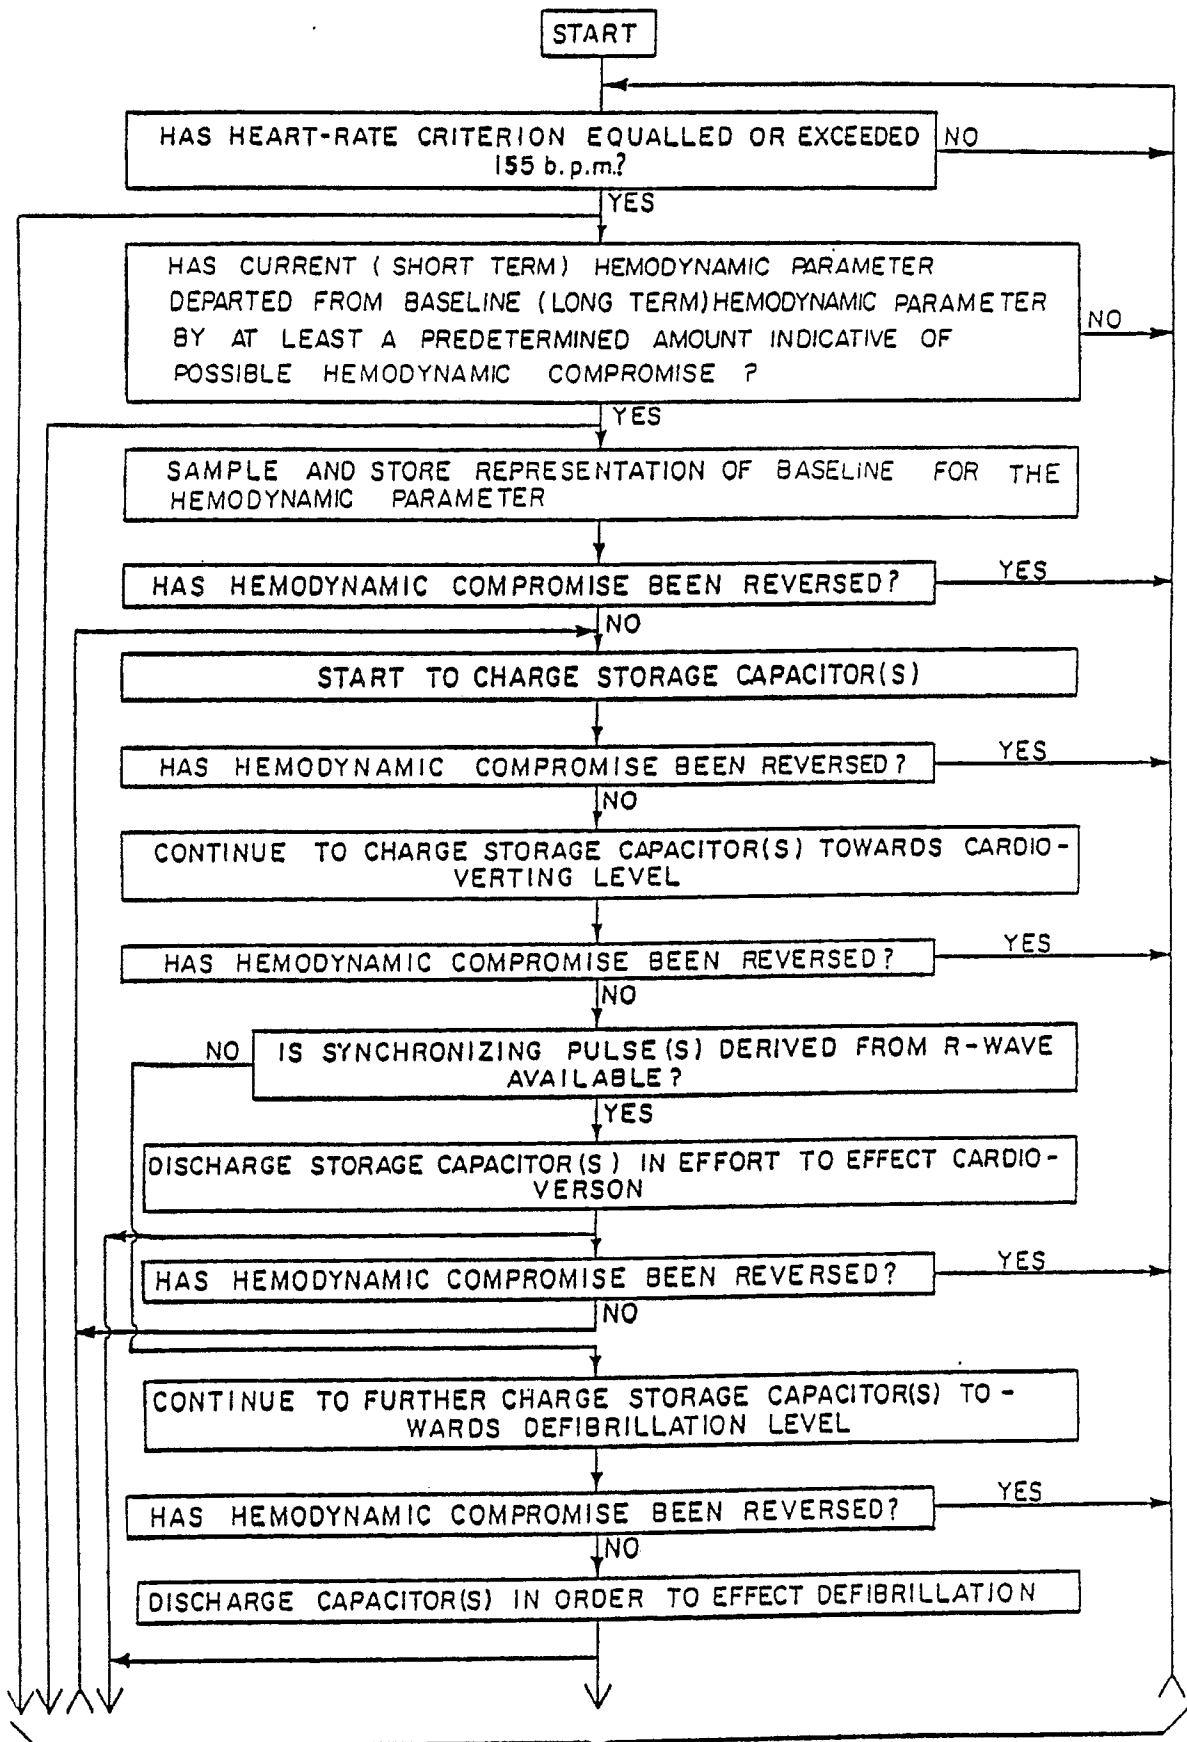 START
HAS HEART-RATE CRITERION EQUALLED OR EXCEEDED
155 b.p.m.?
NO
YES
HAS CURRENT (SHORT TERM) HEMODYNAMIC PARAMETER
DEPARTED FROM BASELINE (LONG TERM) HEMODYNAMIC PARAMETER
BY AT LEAST A PREDETERMINED AMOUNT INDICATIVE OF
POSSIBLE HEMODYNAMIC COMPROMISE ?
NO
YES
SAMPLE AND STORE REPRESENTATION OF BASELINE FOR THE
HEMODYNAMIC PARAMETER
HAS HEMODYNAMIC COMPROMISE BEEN REVERSED?
YES
NO
START TO CHARGE STORAGE CAPACITOR(S)
HAS HEMODYNAMIC COMPROMISE BEEN REVERSED?
YES
NO
CONTINUE TO CHARGE STORAGE CAPACITOR(S) TOWARDS CARDIO-
VERTING LEVEL
HAS HEMODYNAMIC COMPROMISE BEEN REVERSED?
YES
NO
NO
IS SYNCHRONIZING PULSE(S) DERIVED FROM R-WAVE
AVAILABLE?
YES
DISCHARGE STORAGE CAPACITOR(S) IN EFFORT TO EFFECT CARDIO-
VERSON
HAS HEMODYNAMIC COMPROMISE BEEN REVERSED?
YES
NO
CONTINUE TO FURTHER CHARGE STORAGE CAPACITOR(S) TO-
WARDS DEFIBRILLATION LEVEL
HAS HEMODYNAMIC COMPROMISE BEEN REVERSED?
YES
NO
DISCHARGE CAPACITOR(S) IN ORDER TO EFFECT DEFIBRILLATION